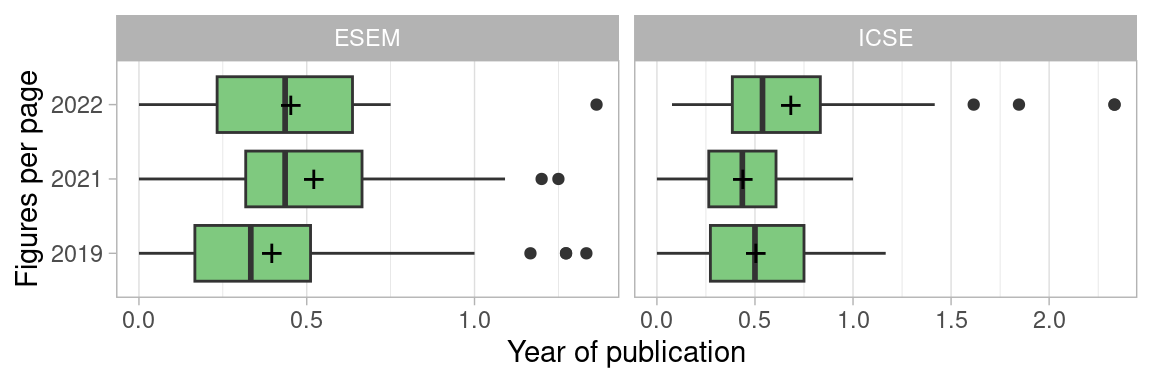 ESEM
ICSE
Figures per page
2022
2021
2019
0.0 0.5 1.0
0.0 0.5 1.0 1.5 2.0
Year of publication